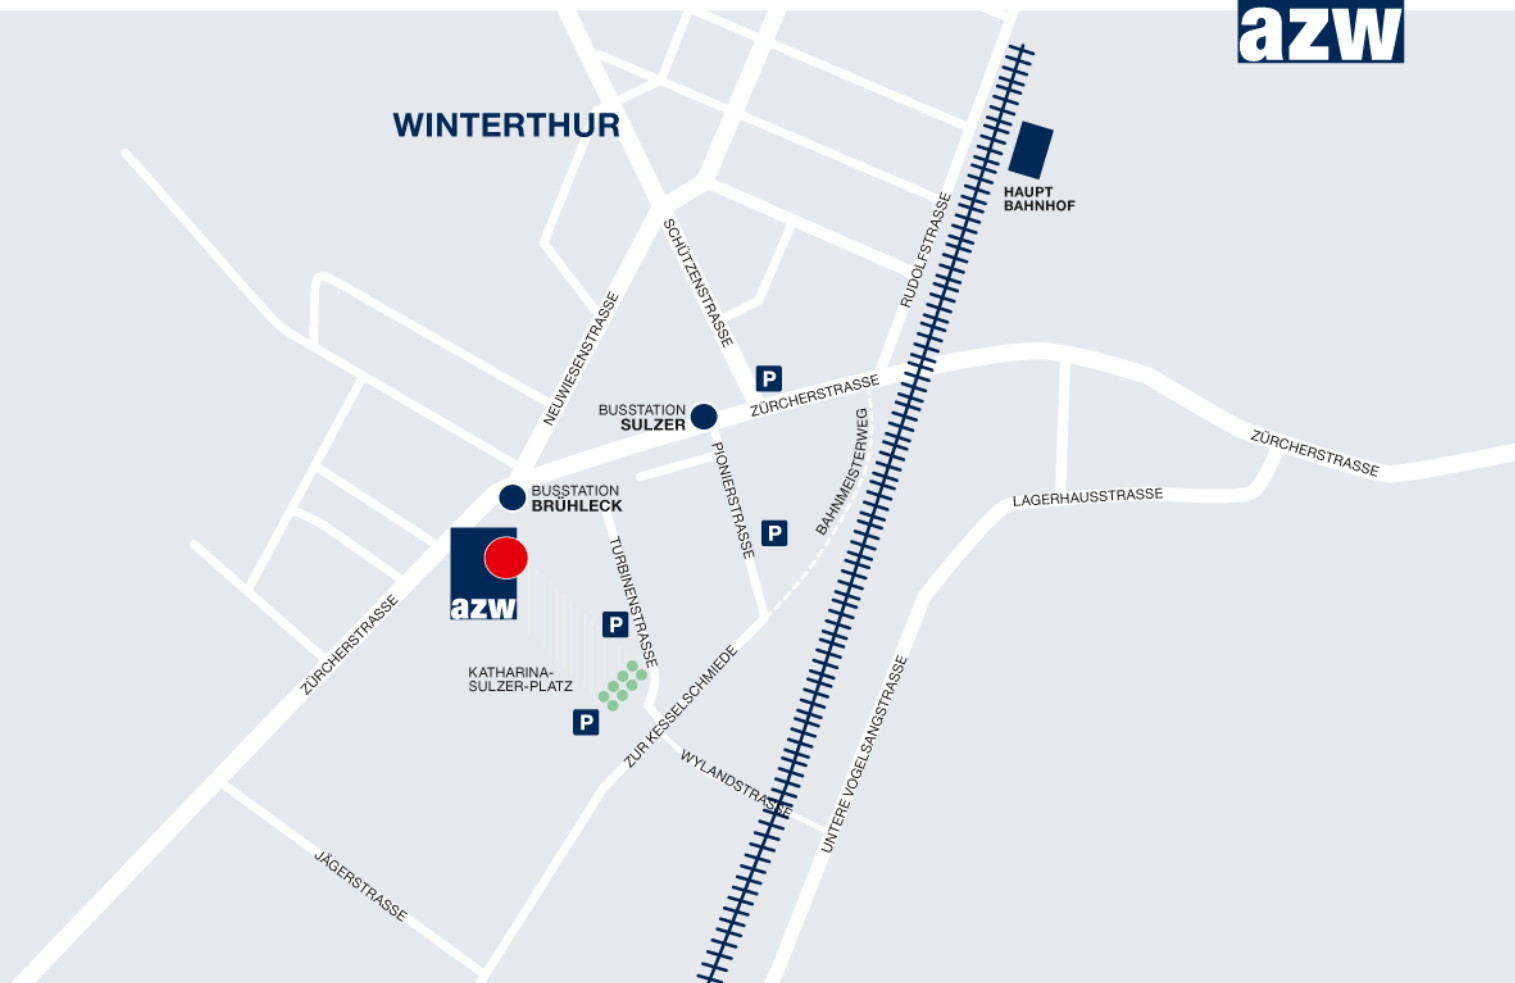 azw
WINTERTHUR
HAUPT
BAHNHOF
RUDOLFSTRASSE
SCHÜTZENSTRASSE
NEUWIESENSTRASSE
P
ZÜRCHERSTRASSE
BUSSTATION
SULZER
BAHNMEISTERWEG
ZÜRCHERSTRASSE
PIONIERSTRASSE
BUSSTATION
BRÜHLECK
LAGERHAUSSTRASSE
P
TURBINENSTRASSE
azw
P
ZÜRCHERSTRASSE
KATHARINA-
SULZER-PLATZ
P
ZUR KESSELSCHMIEDE
UNTERE VOGELSANGSTRASSE
WYLANDSTRASSE
JÄGERSTRASSE